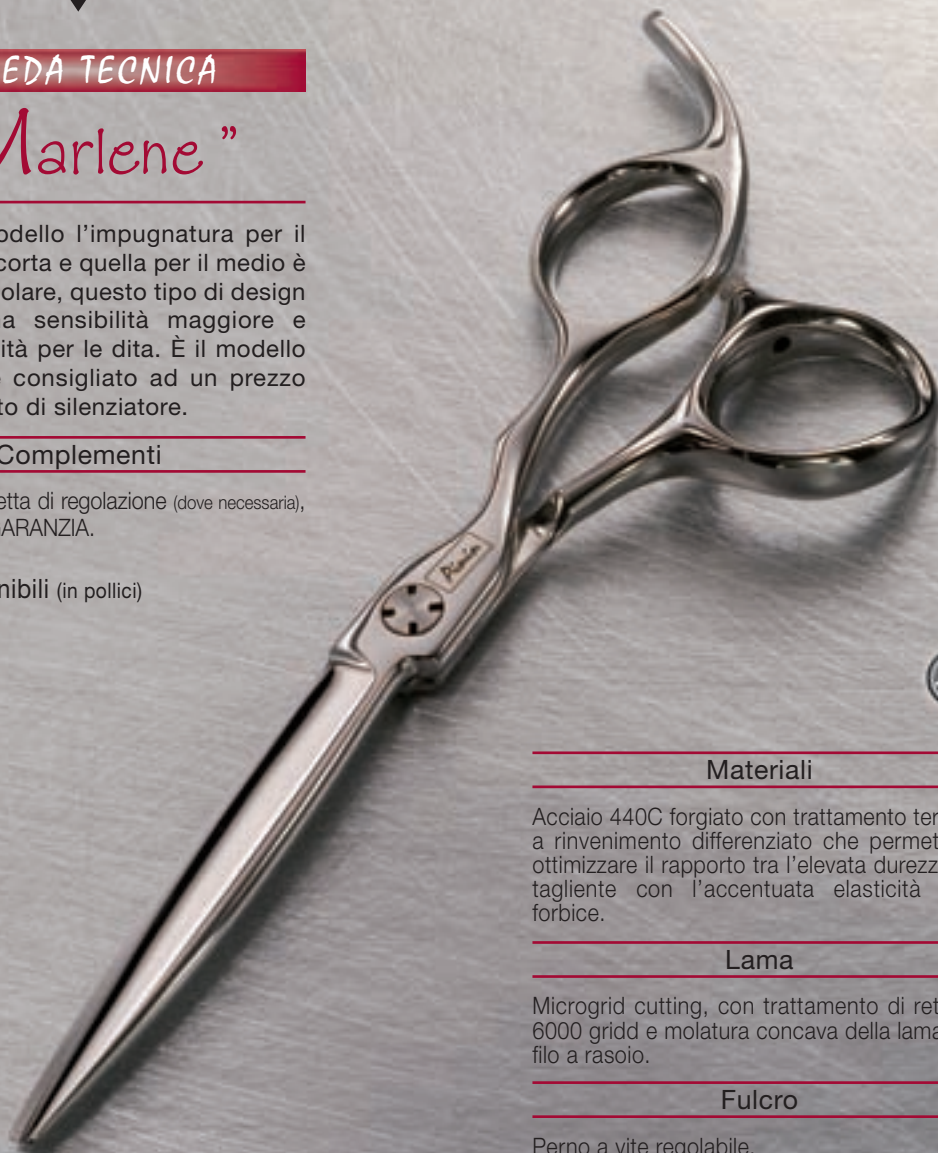 EDA TECNICA
Marlene”
odello l’impugnatura per il
corta e quella per il medio è
olare, questo tipo di design
a sensibilità maggiore e
ità per le dita. È il modello
consigliato ad un prezzo
to di silenziatore.
Complementi
etta di regolazione (dove necessaria),
ARANZIA.
nibili (in pollici)
Materiali
Acciaio 440C forgiato con trattamento ter
a rinvenimento differenziato che permet
ottimizzare il rapporto tra l’elevata durezz
tagliente con l’accentuata elasticità
forbice.
Lama
Microgrid cutting, con trattamento di ret
6000 gridd e molatura concava della lama
filo a rasoio.
Fulcro
Perno a vite regolabile.